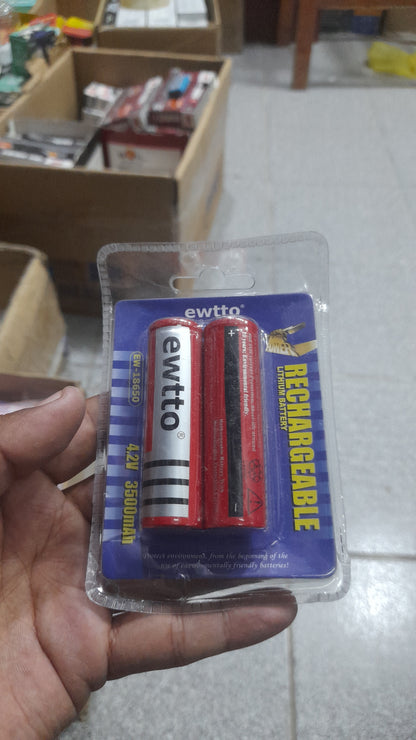 ewtto®
RECHARGEABLE
LITHIUM BATTERY
EW-18650
4.2V 3500mAh
ewtto®
+
-
Protect environment, from the beginning of the
use of environmentally friendly batteries!